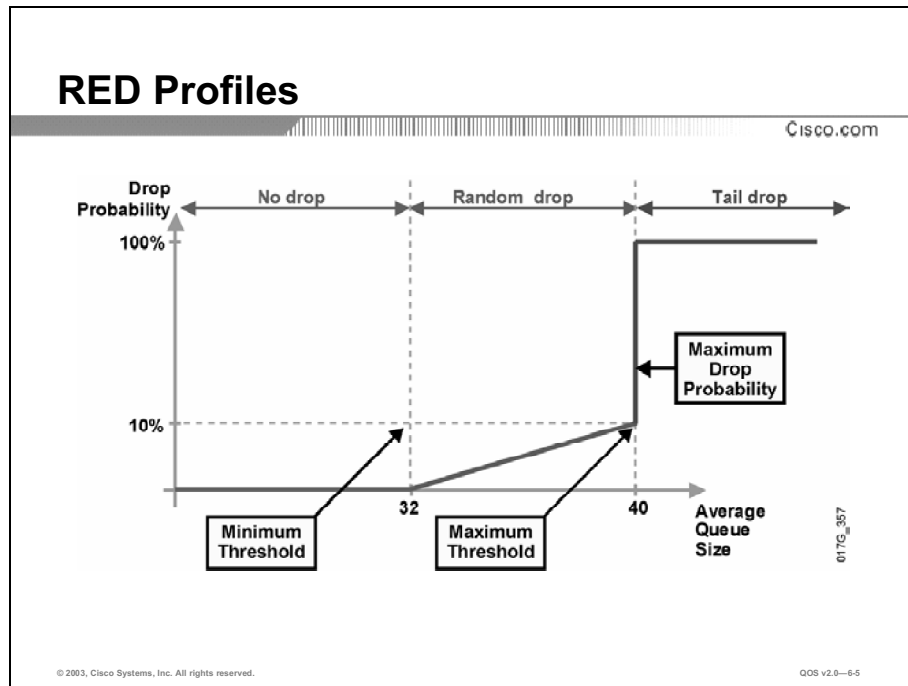 RED Profiles
Cisco.com
Drop
Probability
No drop
Random drop
Tail drop
100%
Maximum
Drop
Probability
10%
32
40
Average
Queue
Size
Minimum
Threshold
Maximum
Threshold
017G_357
© 2003, Cisco Systems, Inc. All rights reserved.
QOS v2.0—6-5